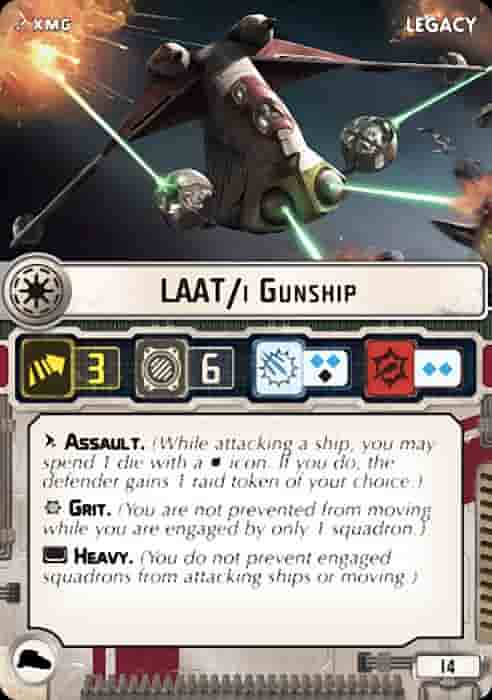 XMG
LEGACY
LAAT/i GUNSHIP
3
6
ASSAULT. (While attacking a ship, you may
spend 1 die with a icon. If you do, the
defender gains 1 raid token of your choice.)
GRIT. (You are not prevented from moving
while you are engaged by only 1 squadron.)
HEAVY. (You do not prevent engaged
squadrons from attacking ships or moving.)
14